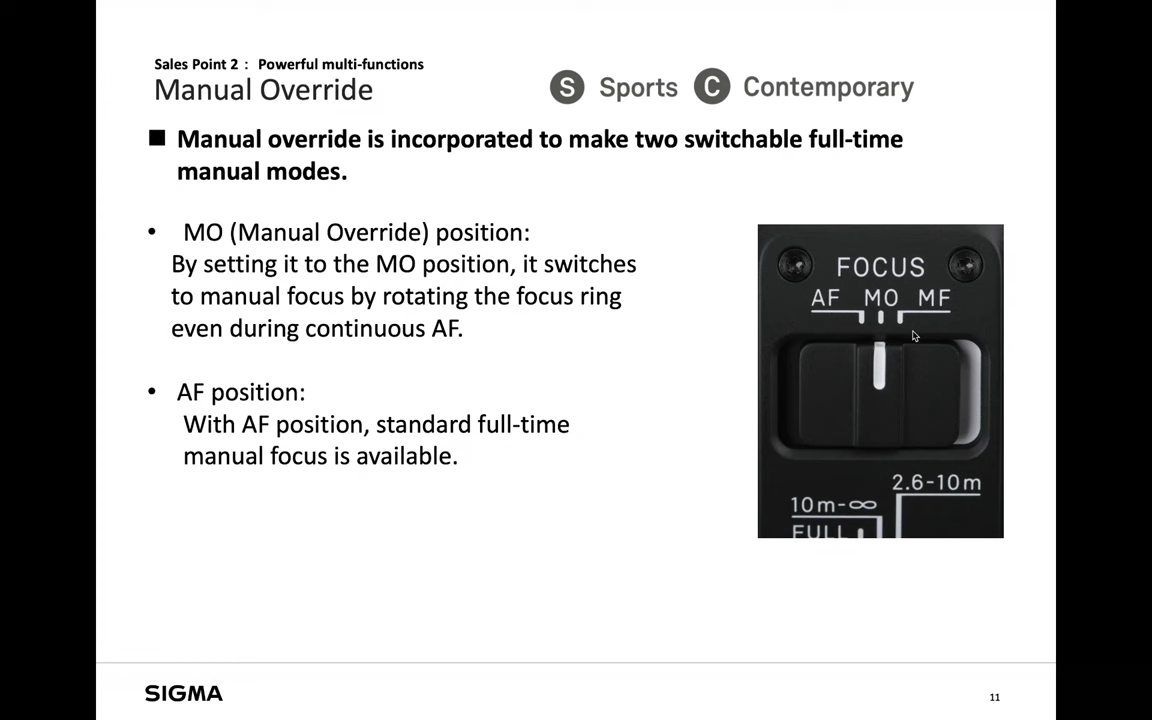 Sales Point 2 : Powerful multi-functions
Manual Override
S Sports C Contemporary
■ Manual override is incorporated to make two switchable full-time
manual modes.
• MO (Manual Override) position:
By setting it to the MO position, it switches
to manual focus by rotating the focus ring
even during continuous AF.
• AF position:
With AF position, standard full-time
manual focus is available.
FOCUS
AF MO MF
2.6-10m
10m-∞
FULL
SIGMA
11